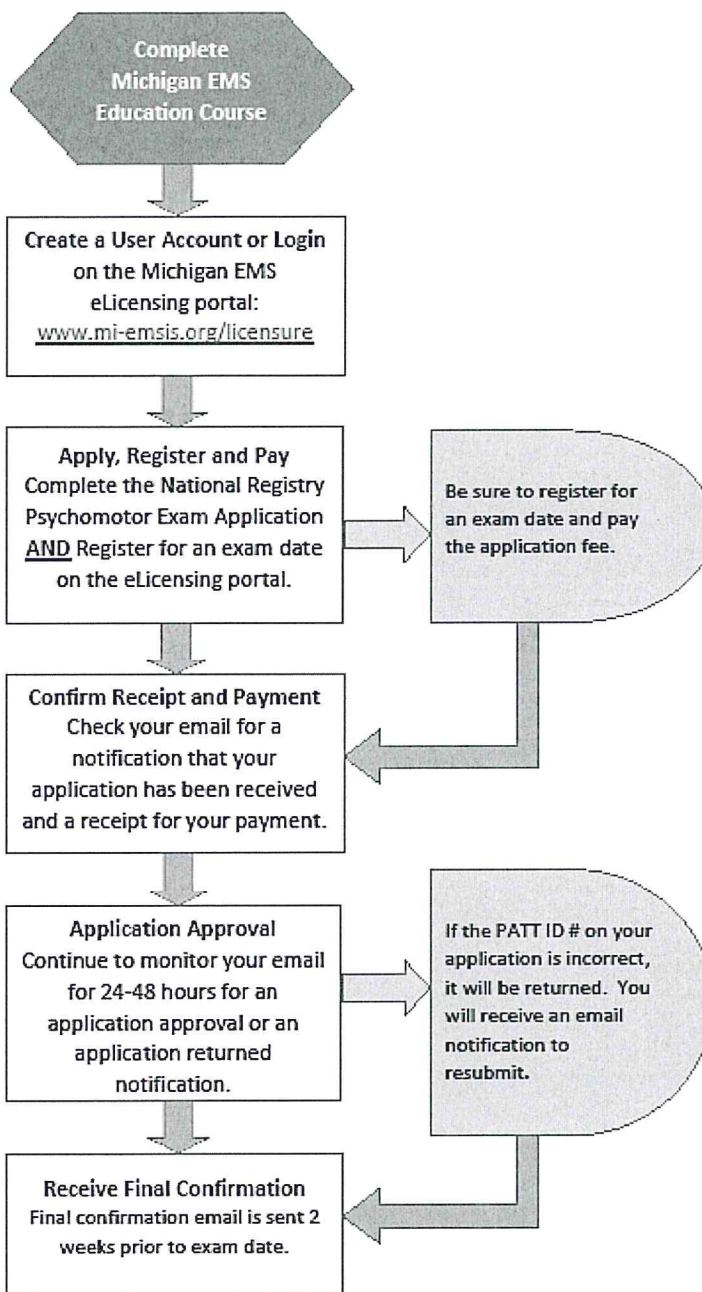 Complete
Michigan EMS
Education Course
Create a User Account or Login
on the Michigan EMS
eLicensing portal:
www.mi-emsis.org/licensure
Apply, Register and Pay
Complete the National Registry
Psychomotor Exam Application
AND Register for an exam date
on the eLicensing portal.
Be sure to register for
an exam date and pay
the application fee.
Confirm Receipt and Payment
Check your email for a
notification that your
application has been received
and a receipt for your payment.
Application Approval
Continue to monitor your email
for 24-48 hours for an
application approval or an
application returned
notification.
If the PATT ID # on your
application is incorrect,
it will be returned. You
will receive an email
notification to
resubmit.
Receive Final Confirmation
Final confirmation email is sent 2
weeks prior to exam date.